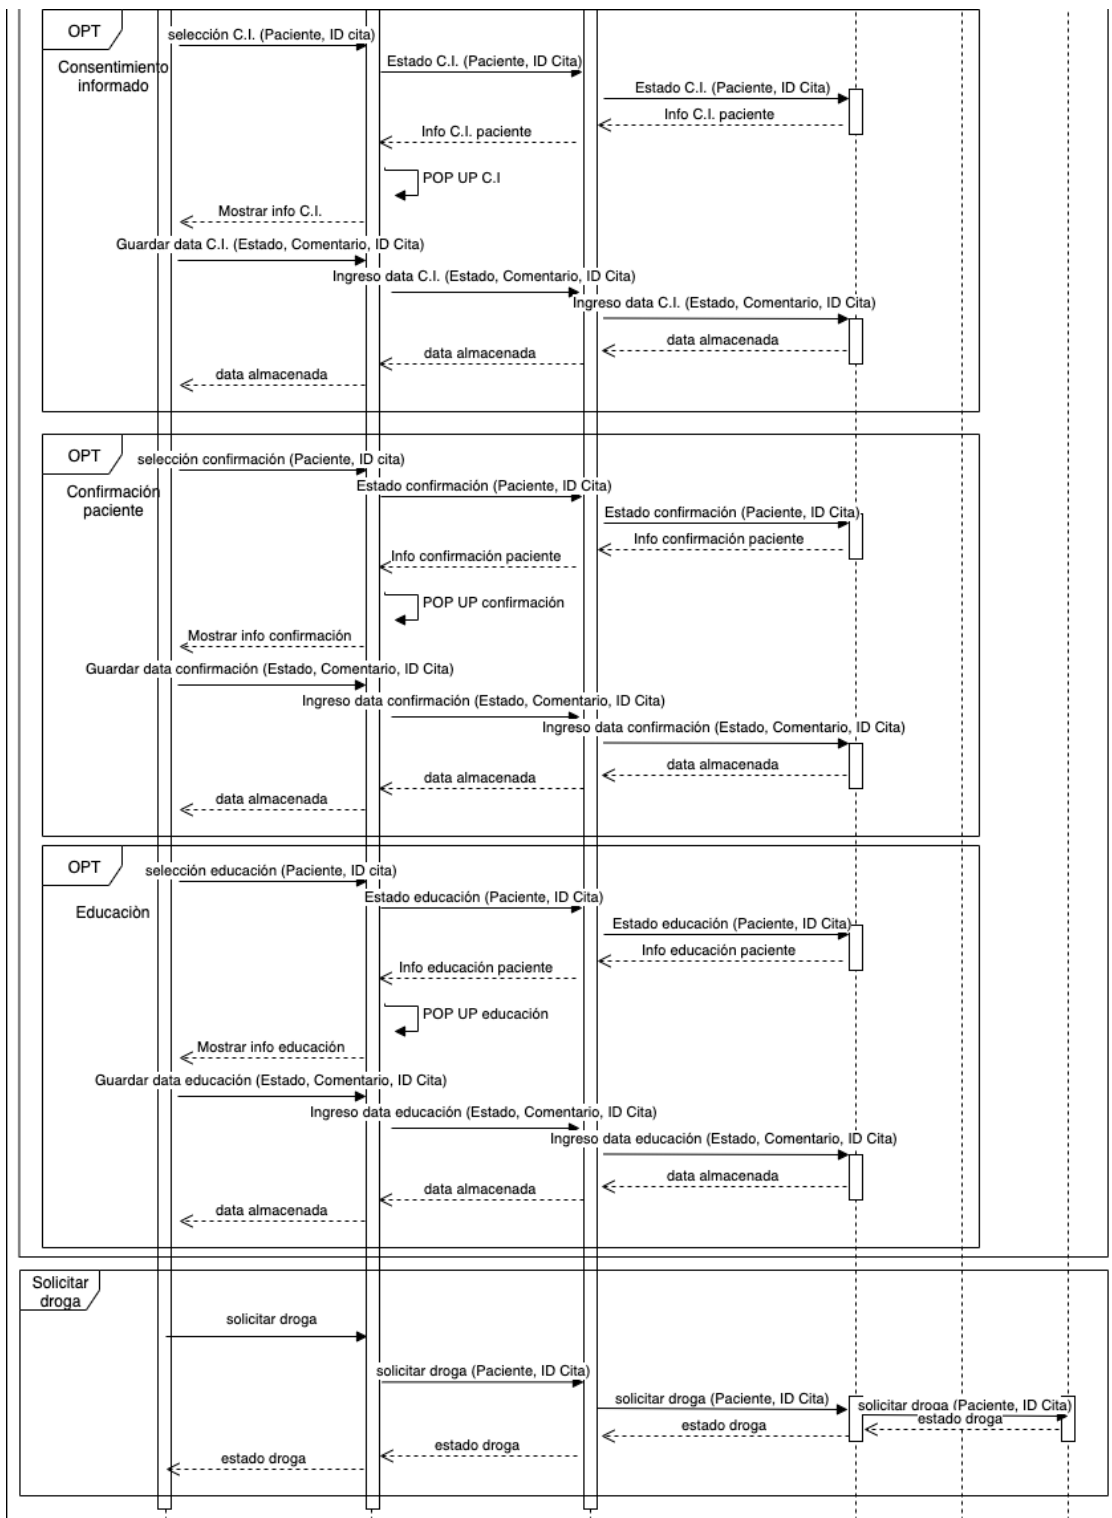 OPT
selección C.I. (Paciente, ID cita)
Consentimiento
informado
Estado C.I. (Paciente, ID Cita)
Estado C.I. (Paciente, ID Cita)
Info C.I. paciente
Info C.I. paciente
POP UP C.I
Mostrar info C.I.
Guardar data C.I. (Estado, Comentario, ID Cita)
Ingreso data C.I. (Estado, Comentario, ID Cita)
Ingreso data C.I. (Estado, Comentario, ID Cita)
data almacenada
data almacenada
data almacenada
OPT
selección confirmación (Paciente, ID cita)
Confirmación
paciente
Estado confirmación (Paciente, ID Cita)
Estado confirmación (Paciente, ID Cita)
Info confirmación paciente
Info confirmación paciente
POP UP confirmación
Mostrar info confirmación
Guardar data confirmación (Estado, Comentario, ID Cita)
Ingreso data confirmación (Estado, Comentario, ID Cita)
Ingreso data confirmación (Estado, Comentario, ID Cita)
data almacenada
data almacenada
data almacenada
OPT
selección educación (Paciente, ID cita)
Educaciòn
Estado educación (Paciente, ID Cita)
Estado educación (Paciente, ID Cita)
Info educación paciente
Info educación paciente
POP UP educación
Mostrar info educación
Guardar data educación (Estado, Comentario, ID Cita)
Ingreso data educación (Estado, Comentario, ID Cita)
Ingreso data educación (Estado, Comentario, ID Cita)
data almacenada
data almacenada
data almacenada
Solicitar
droga
solicitar droga
solicitar droga (Paciente, ID Cita)
solicitar droga (Paciente, ID Cita)
solicitar droga (Paciente, ID Cita)
estado droga
estado droga
estado droga
estado droga